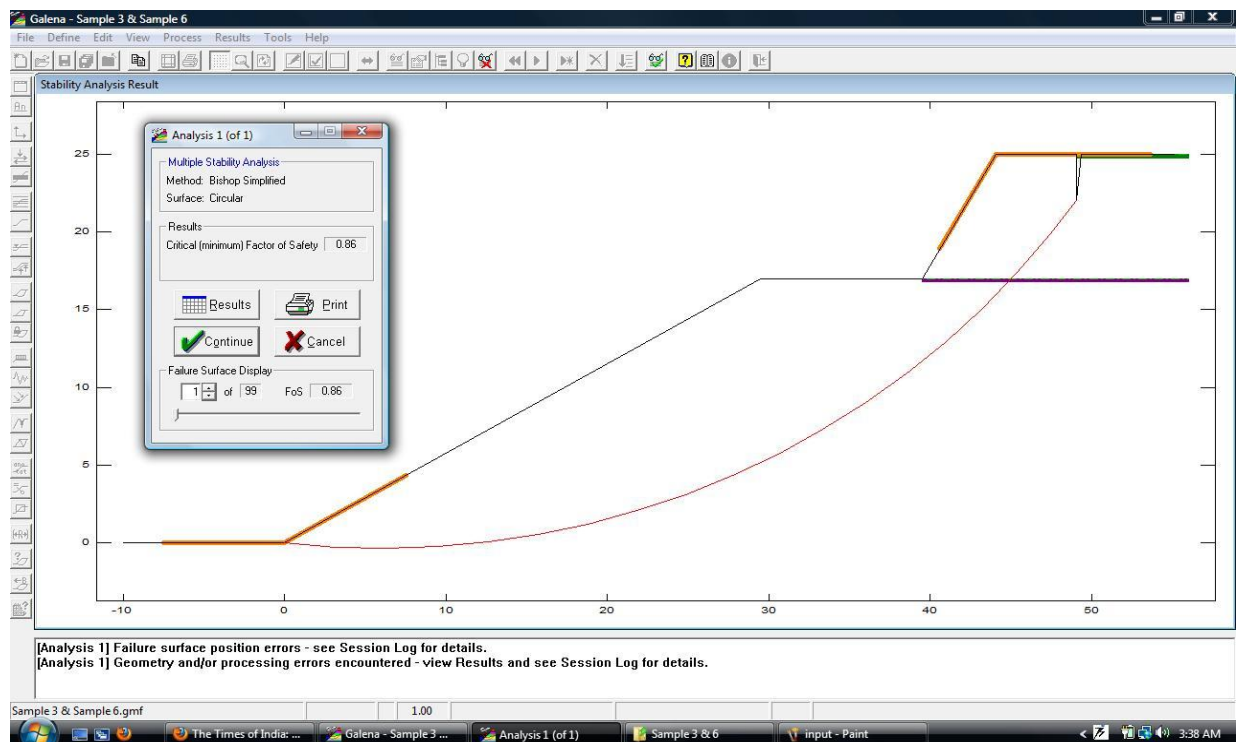 Galena - Sample 3 & Sample 6
File Define Edit View Process Results Tools Help
Stability Analysis Result
25
20
15
10
5
0
-10 0 10 20 30 40 50
Analysis 1 (of 1)
Multiple Stability Analysis
Method: Bishop Simplified
Surface: Circular
Results
Critical (minimum) Factor of Safety 0.86
Results Print
Continue Cancel
Failure Surface Display
1 of 99 FoS 0.86
[Analysis 1] Failure surface position errors - see Session Log for details.
[Analysis 1] Geometry and/or processing errors encountered - view Results and see Session Log for details.
Sample 3 & Sample 6.gmf 1.00
The Times of India: ... Galena - Sample 3 ... Analysis 1 (of 1) Sample 3 & 6 input - Paint 3:38 AM